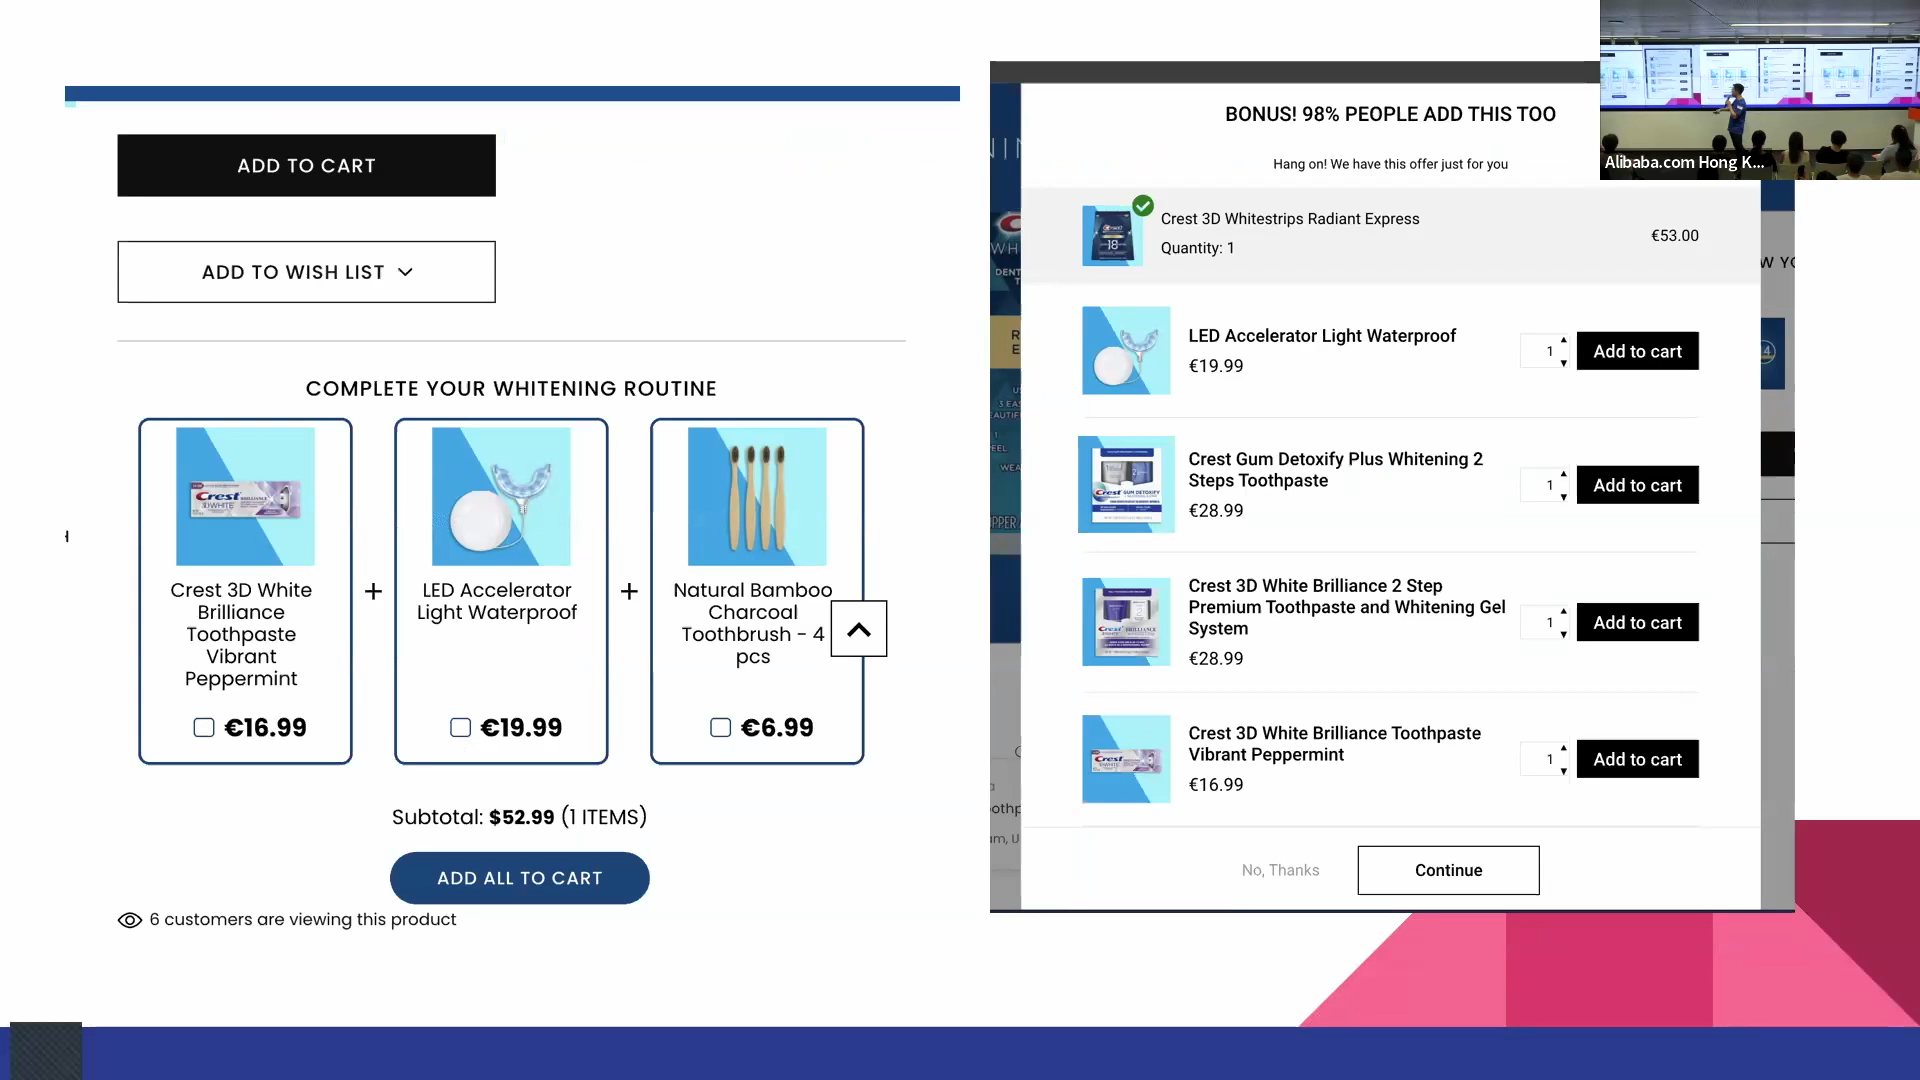 ADD TO CART
ADD TO WISH LIST
COMPLETE YOUR WHITENING ROUTINE
Crest 3D White
Brilliance
Toothpaste
Vibrant
Peppermint
€16.99
+
LED Accelerator
Light Waterproof
€19.99
+
Natural Bamboo
Charcoal
Toothbrush - 4
pcs
€6.99
Subtotal: $52.99 (1 ITEMS)
ADD ALL TO CART
6 customers are viewing this product
BONUS! 98% PEOPLE ADD THIS TOO
Hang on! We have this offer just for you
Crest 3D Whitestrips Radiant Express
Quantity: 1
€53.00
LED Accelerator Light Waterproof
€19.99
1
Add to cart
Crest Gum Detoxify Plus Whitening 2
Steps Toothpaste
€28.99
1
Add to cart
Crest 3D White Brilliance 2 Step
Premium Toothpaste and Whitening Gel
System
€28.99
1
Add to cart
Crest 3D White Brilliance Toothpaste
Vibrant Peppermint
€16.99
1
Add to cart
No, Thanks
Continue
Alibaba.com Hong K...